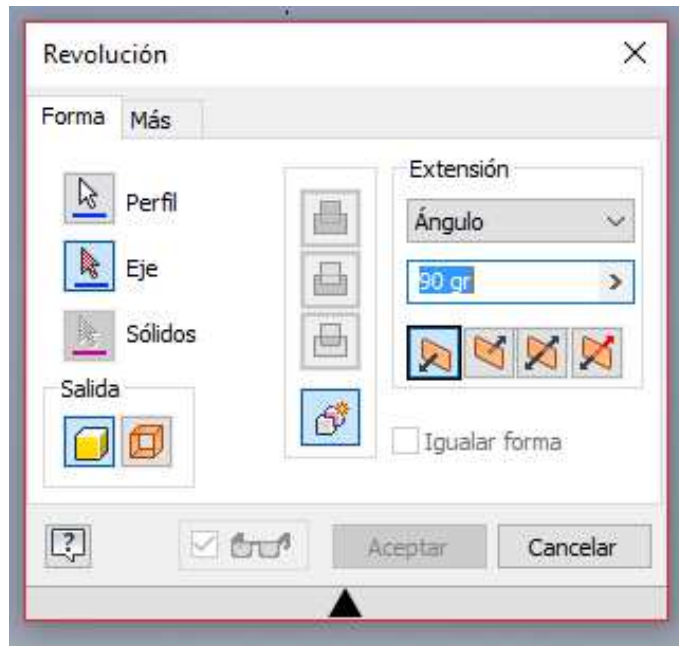 Revolución
Forma Más
Extensión
Perfil
Ángulo
Eje
90 gr
Sólidos
Salida
Igualar forma
Aceptar Cancelar